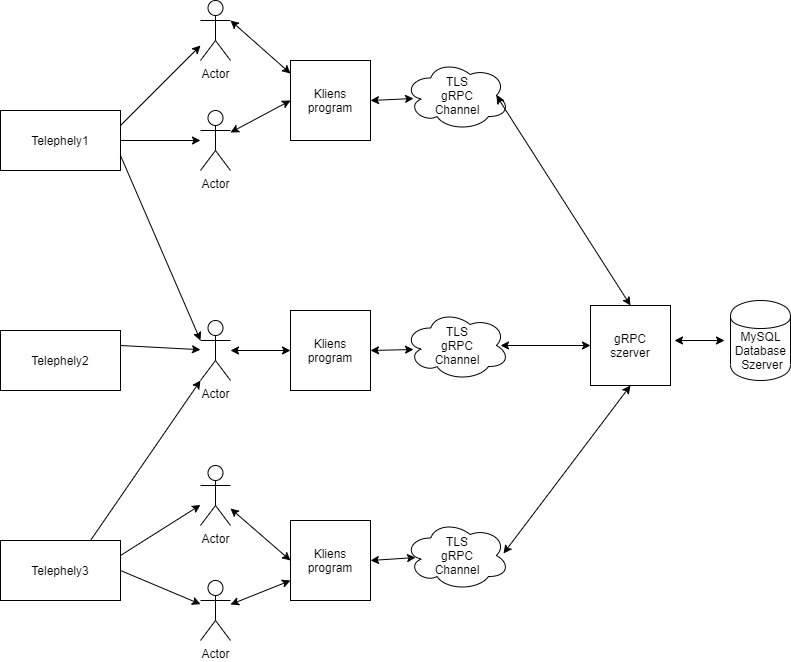 Actor
Kliens
program
TLS
gRPC
Channel
Telephely1
Actor
Telephely2
Actor
Kliens
program
TLS
gRPC
Channel
gRPC
szerver
MySQL
Database
Szerver
Actor
Telephely3
Kliens
program
TLS
gRPC
Channel
Actor